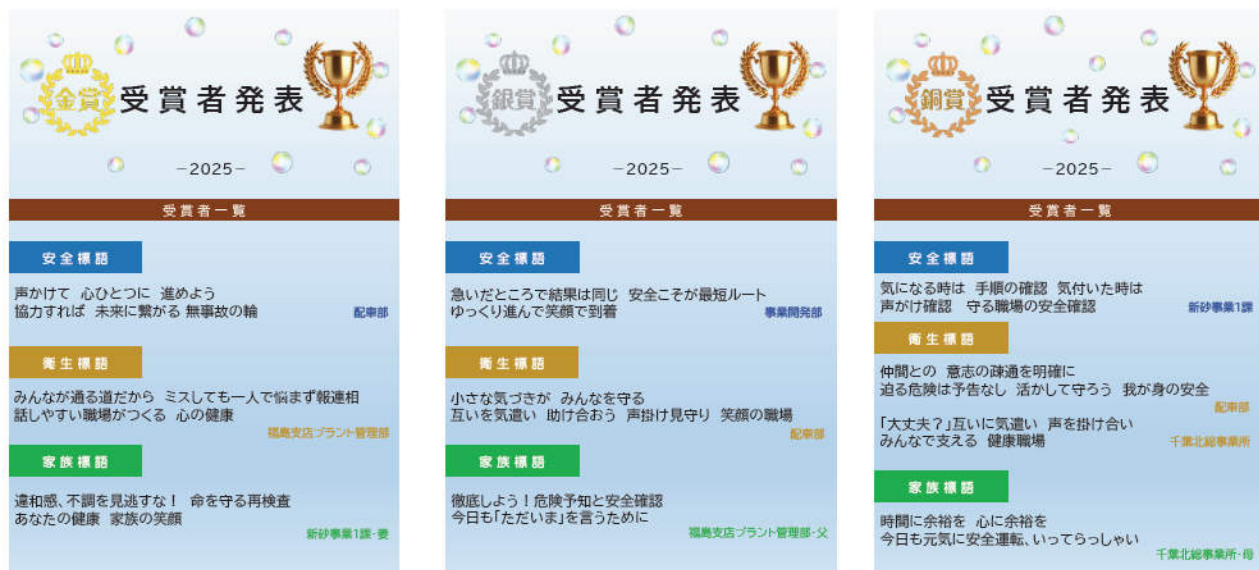 金賞 受賞者発表
-2025-
受賞者一覧
安全標語
声かけて 心ひとつに 進めよう
協力すれば 未来に繋がる 無事故の輪
配車部
衛生標語
みんなが通る道だから ミスしても一人で悩まず報連相
話しやすい職場がつくる 心の健康
福島支店プラント管理部
家族標語
違和感、不調を見逃すな! 命を守る再検査
あなたの健康 家族の笑顔
新砂事業1課・妻
銀賞 受賞者発表
-2025-
受賞者一覧
安全標語
急いだところで結果は同じ 安全こそが最短ルート
ゆっくり進んで笑顔で到着
事業開発部
衛生標語
小さな気づきが みんなを守る
互いを気遣い 助け合おう 声掛け見守り 笑顔の職場
配車部
家族標語
徹底しよう!危険予知と安全確認
今日も「ただいま」を言うために
福島支店プラント管理部・父
銅賞 受賞者発表
-2025-
受賞者一覧
安全標語
気になる時は 手順の確認 気付いた時は
声がけ確認 守る職場の安全確認
新砂事業1課
衛生標語
仲間との 意志の疎通を明確に
迫る危険は予告なし 活かして守ろう 我が身の安全
配車部
「大丈夫?」互いに気遣い 声を掛け合い
みんなで支える 健康職場
千葉北総事業所
家族標語
時間に余裕を 心に余裕を
今日も元気に安全運転、いってらっしゃい
千葉北総事業所・母